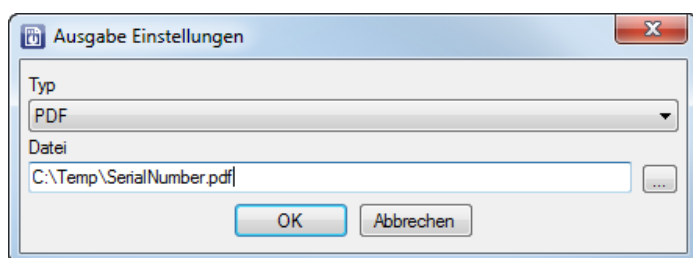 Ausgabe Einstellungen
Typ
PDF
Datei
C:\Temp\SerialNumber.pdf
...
OK Abbrechen